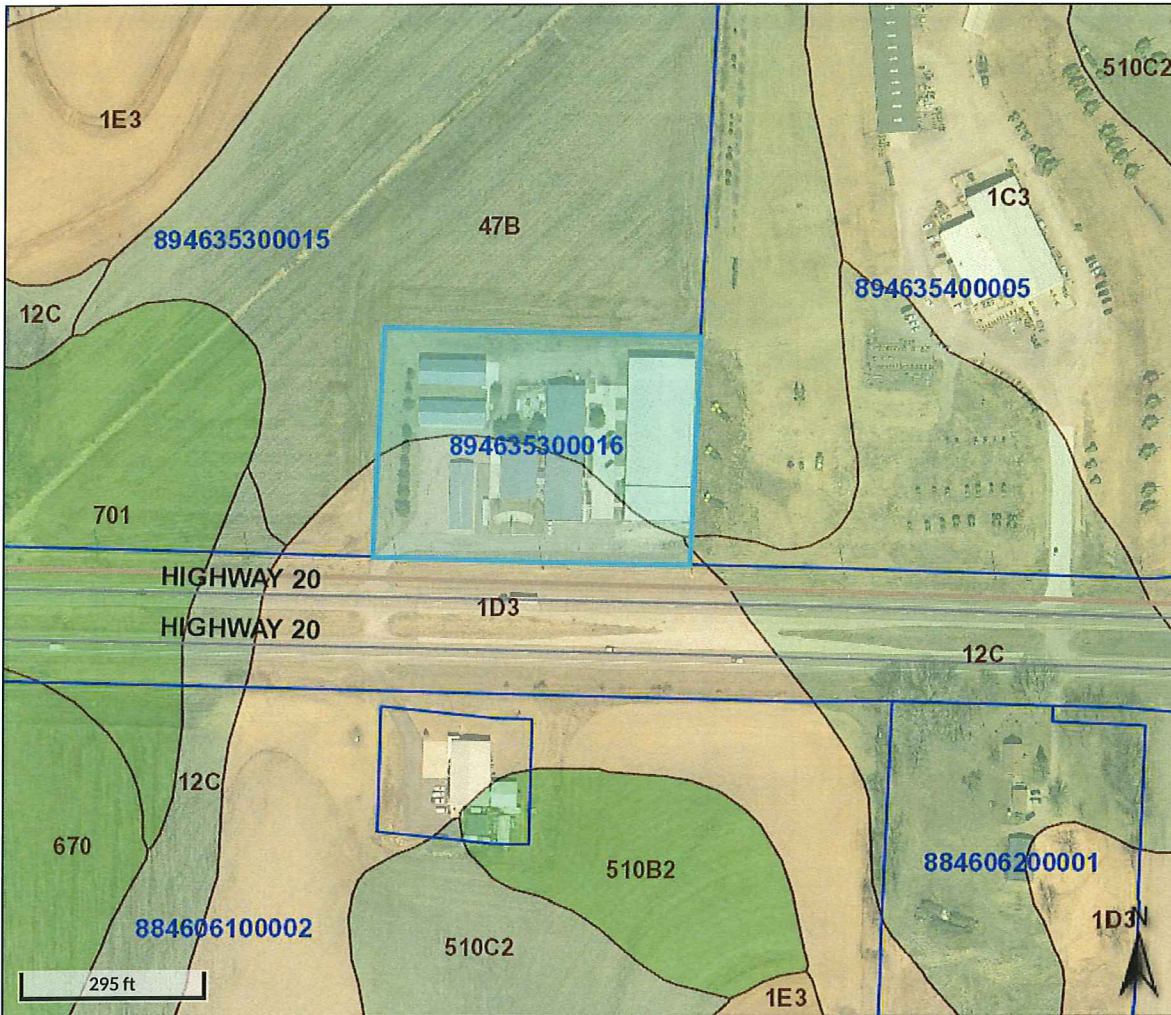 510C2
1E3
1C3
47B
894635300015
894635400005
12C
894635300016
701
HIGHWAY 20
1D3
HIGHWAY 20
12C
12C
670
884606200001
510B2
884606100002
1D3
N
510C2
295 ft
1E3